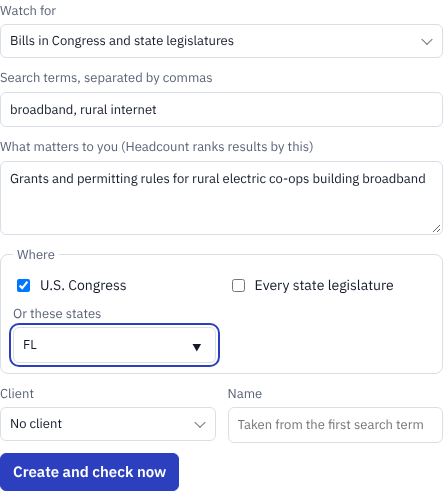 Watch for
Bills in Congress and state legislatures
Search terms, separated by commas
broadband, rural internet
What matters to you (Headcount ranks results by this)
Grants and permitting rules for rural electric co-ops building broadband
Where
U.S. Congress
Every state legislature
Or these states
FL
Client
Name
No client
Taken from the first search term
Create and check now